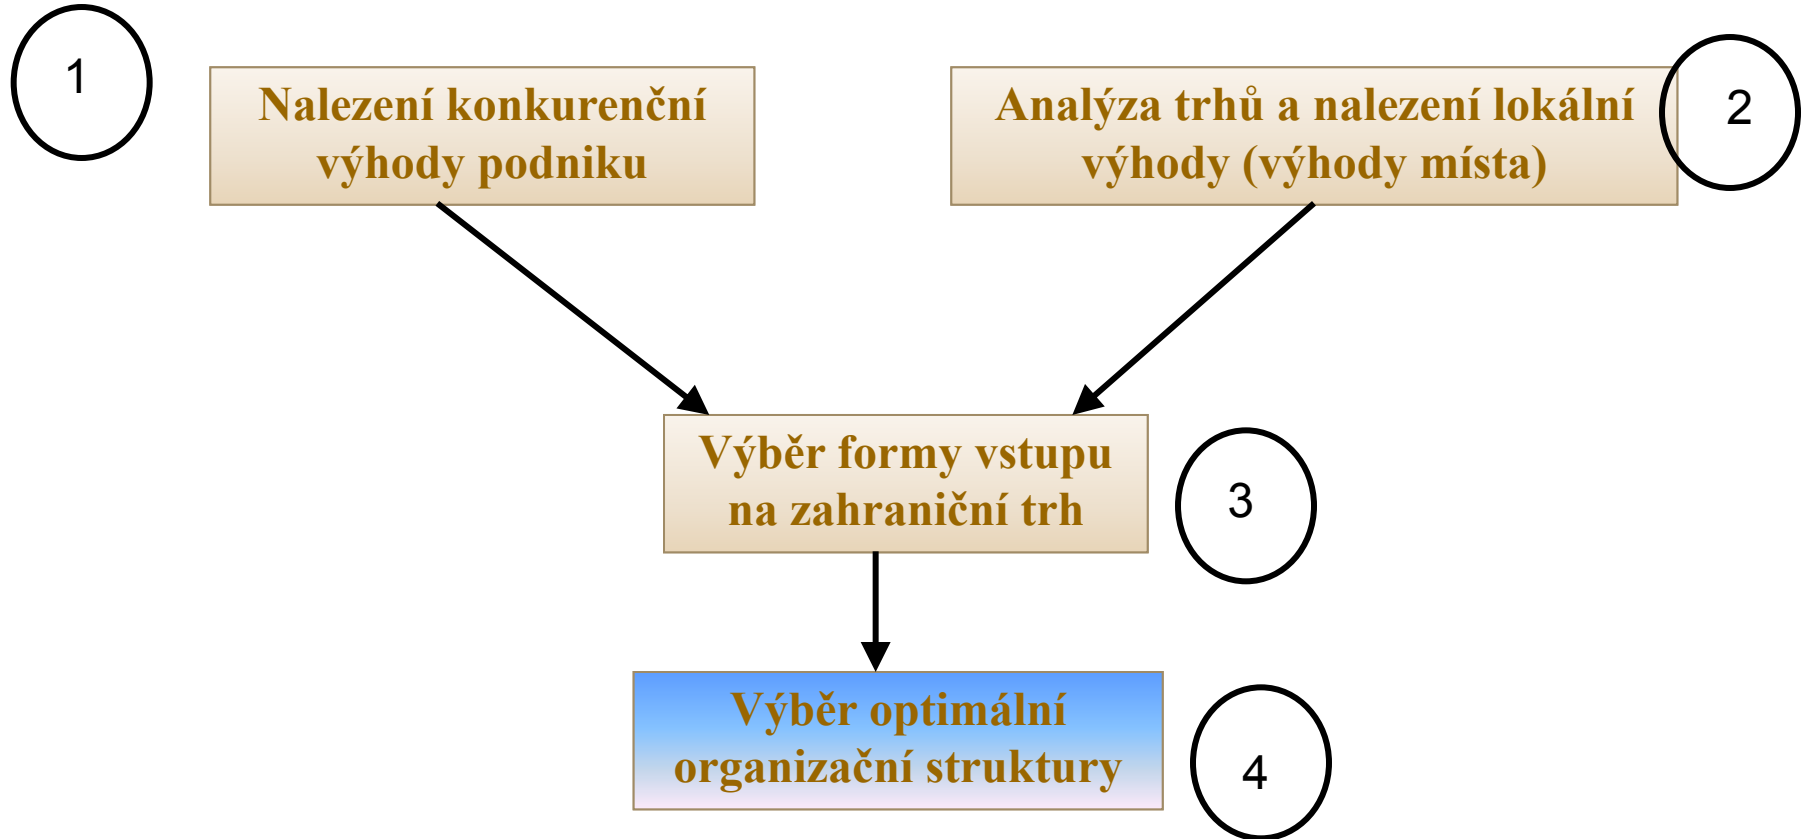 1
Nalezení konkurenční
výhody podniku
Analýza trhů a nalezení lokální
výhody (výhody místa)
2
Výběr formy vstupu
na zahraniční trh
3
Výběr optimální
organizační struktury
4